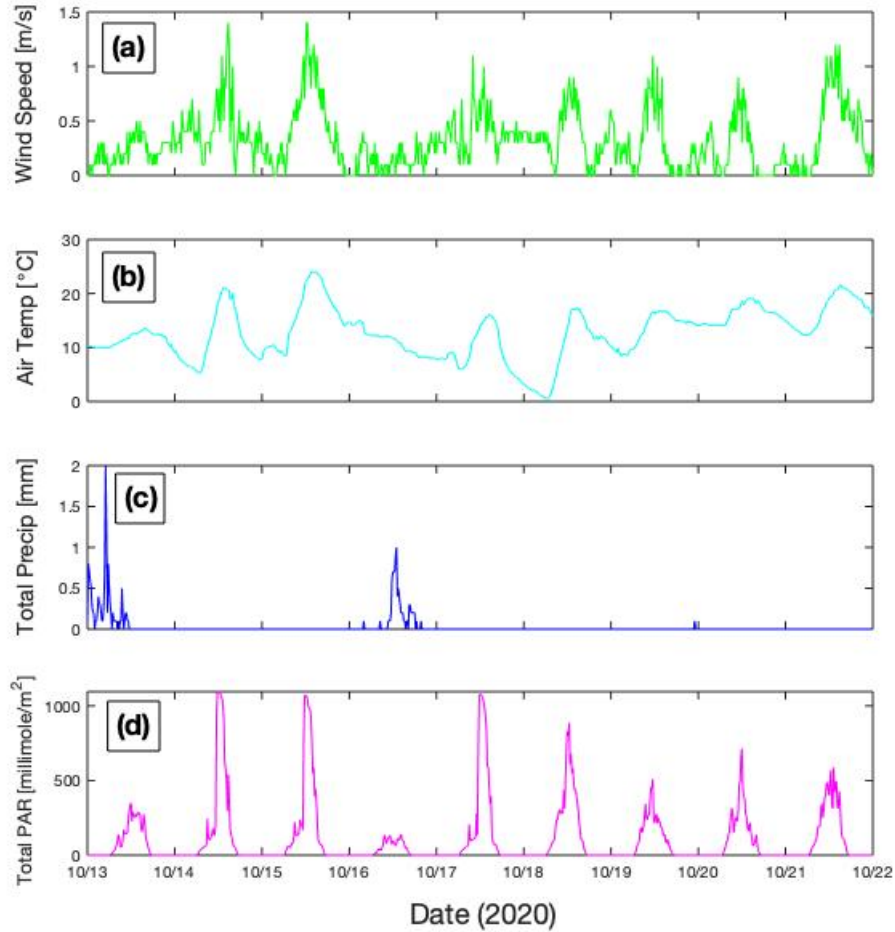 (a)
Wind Speed [m/s]
1.5
1
0.5
0
(b)
Air Temp [°C]
30
20
10
0
(c)
Total Precip [mm]
2
1.5
1
0.5
0
(d)
Total PAR [millimole/m²]
1000
500
0
10/13 10/14 10/15 10/16 10/17 10/18 10/19 10/20 10/21 10/22
Date (2020)